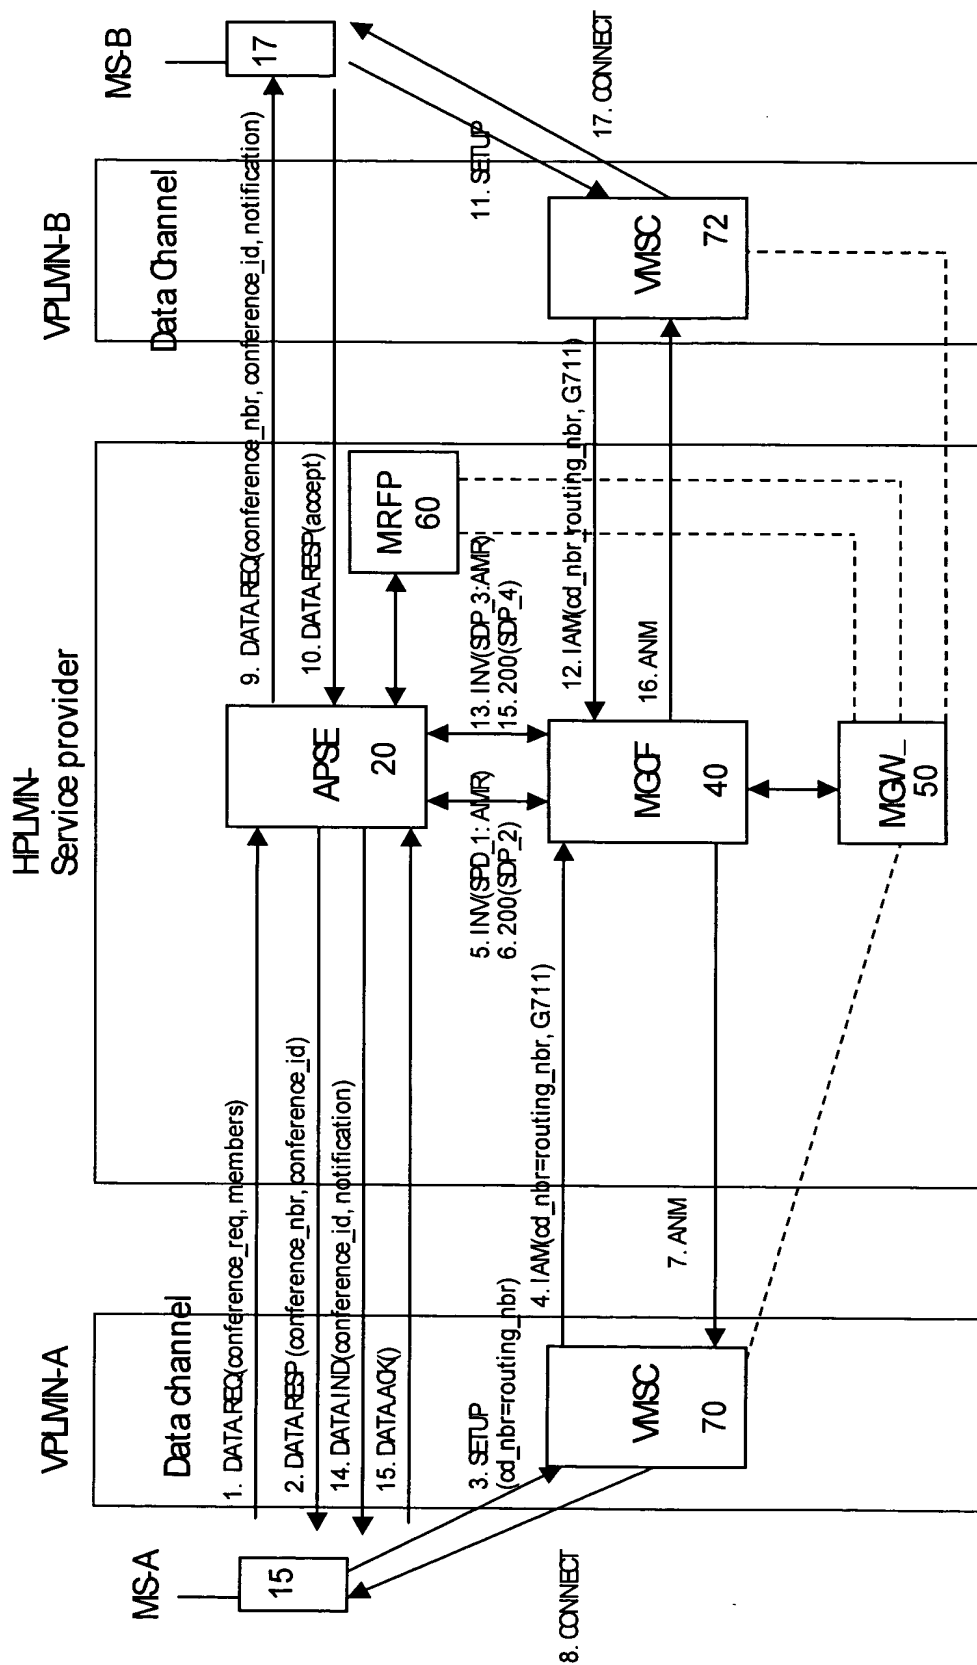 MS-A
15
8. CONNECT
VPLMN-A
Data channel
1. DATA.REQ(conference_req, members)
2. DATA.RESP (conference_nbr, conference_id)
14. DATA.IND(conference_id, notification)
15. DATA.ACK()
3. SETUP
(cd_nbr=routing_nbr)
VMSC
70
4. IAM(cd_nbr=routing_nbr, G711)
7. ANM
HPLMN-
Service provider
APSE
20
5. INV(SPD_1: AMR)
6. 200(SDP_2)
13. INV(SDP_3:AMR)
15. 200(SDP_4)
MGCF
40
MGW_
50
MRFP
60
9. DATA.REQ(conference_nbr, conference_id, notification)
10. DATA.RESP(accept)
12. IAM(cd_nbr_routing_nbr, G711)
16. ANM
VPLMN-B
Data Channel
VMSC
72
11. SETUP
17. CONNECT
MS-B
17